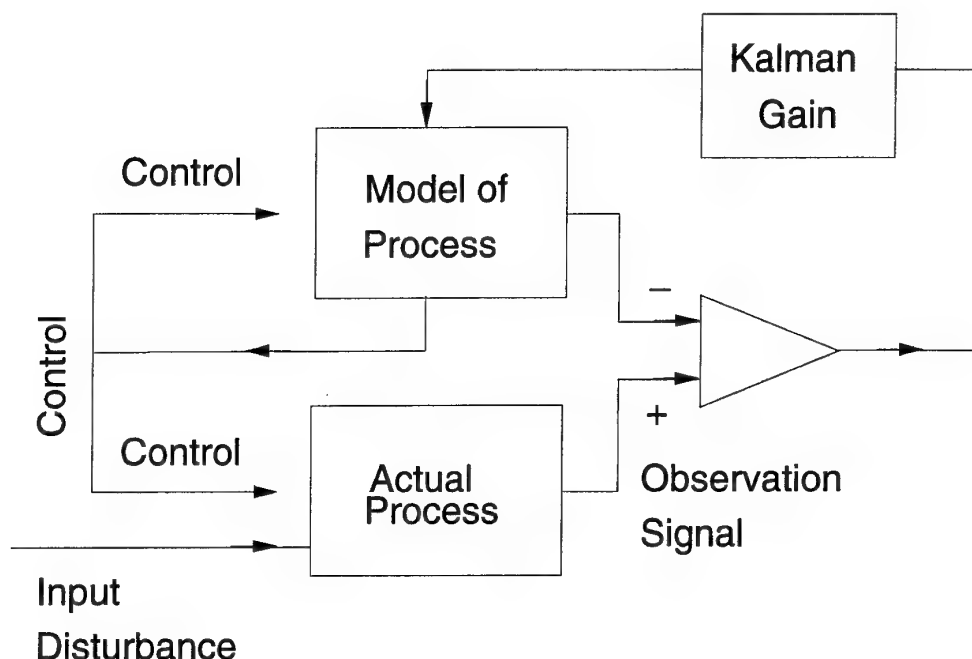 Kalman
Gain
Control
Model of
Process
−
Control
+
Control
Actual
Process
Observation
Signal
Input
Disturbance